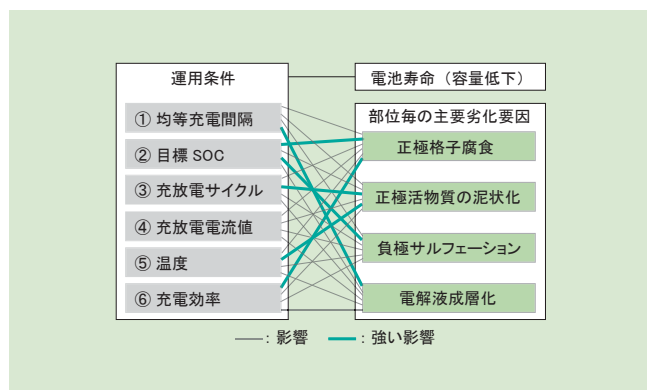 運用条件
電池寿命（容量低下）
① 均等充電間隔
② 目標 SOC
③ 充放電サイクル
④ 充放電電流値
⑤ 温度
⑥ 充電効率
部位毎の主要劣化要因
正極格子腐食
正極活物質の泥状化
負極サルフェーション
電解液成層化
：影響　：強い影響